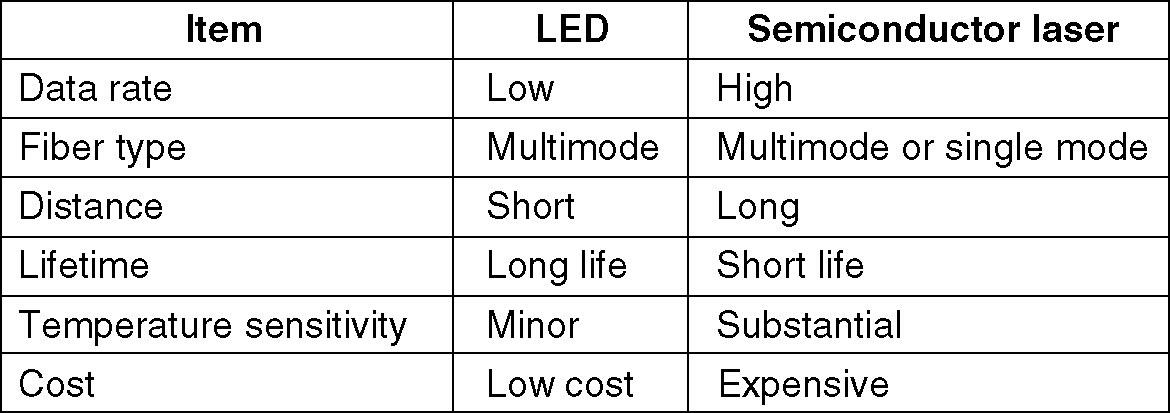 Item LED Semiconductor laser
Data rate Low High
Fiber type Multimode Multimode or single mode
Distance Short Long
Lifetime Long life Short life
Temperature sensitivity Minor Substantial
Cost Low cost Expensive